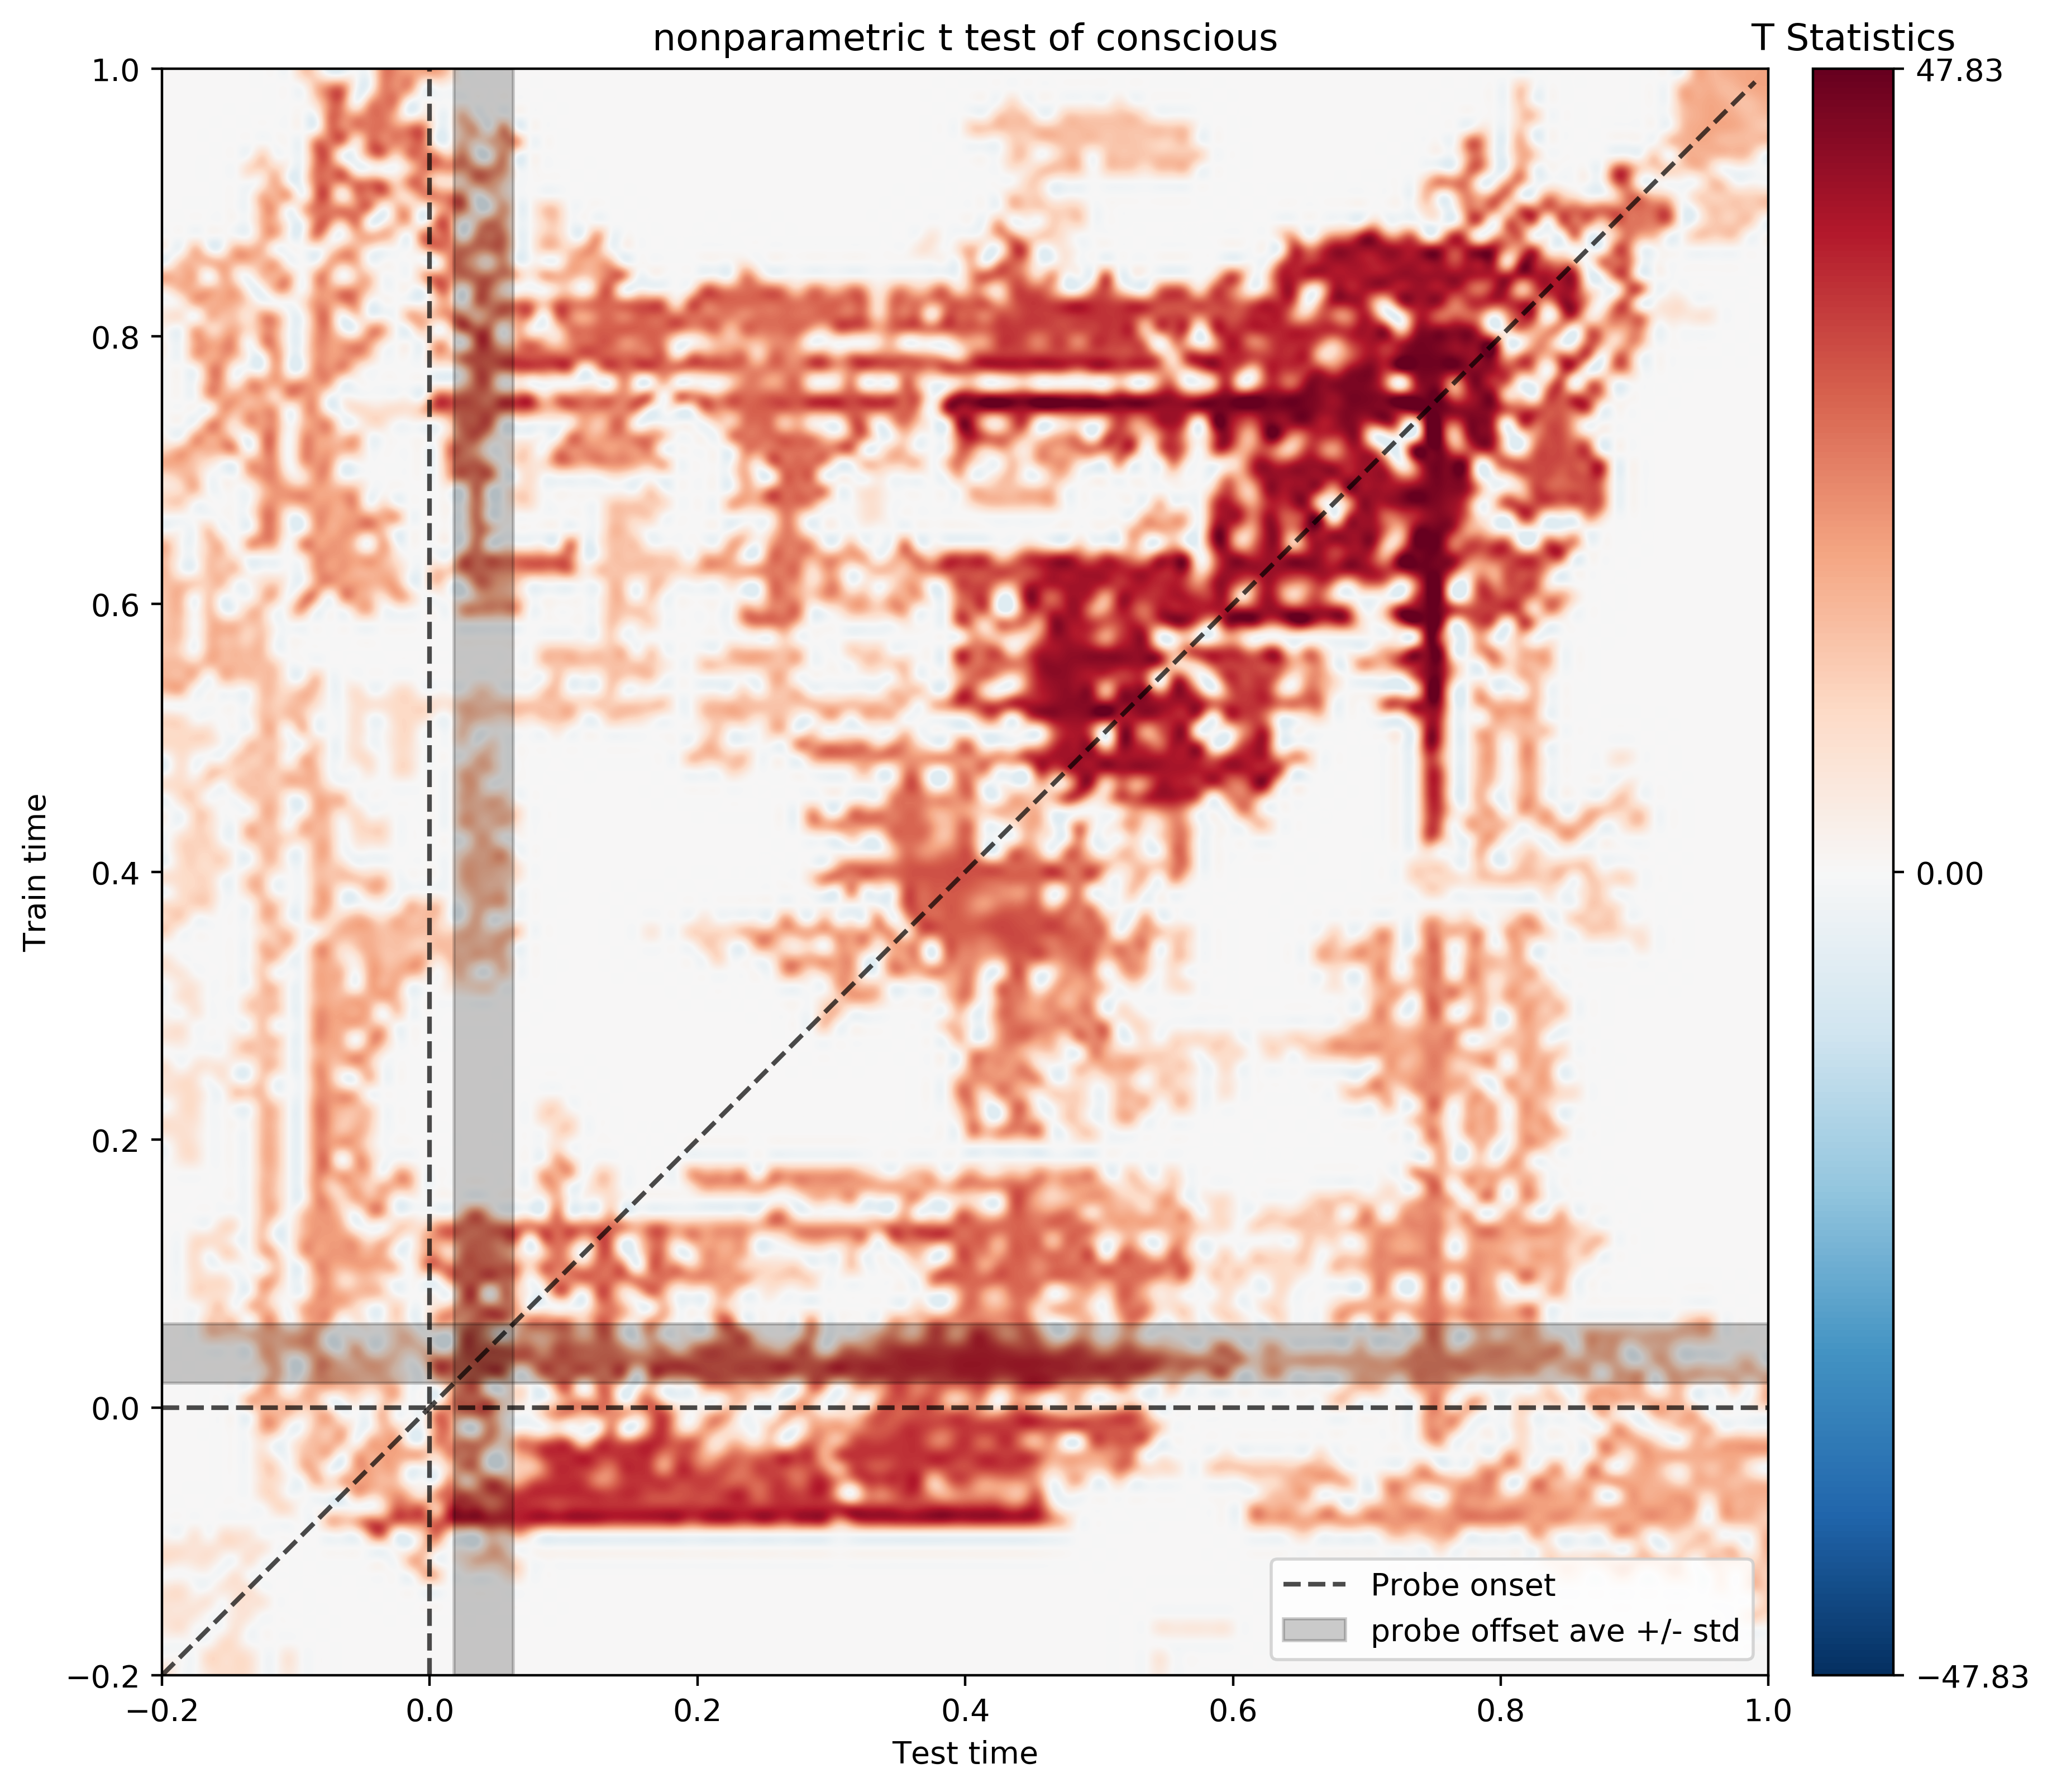 nonparametric t test of conscious
T Statistics
47.83
0.00
−47.83
1.0
0.8
0.6
0.4
0.2
0.0
−0.2
Train time
−0.2 0.0 0.2 0.4 0.6 0.8 1.0
Test time
Probe onset
probe offset ave +/- std